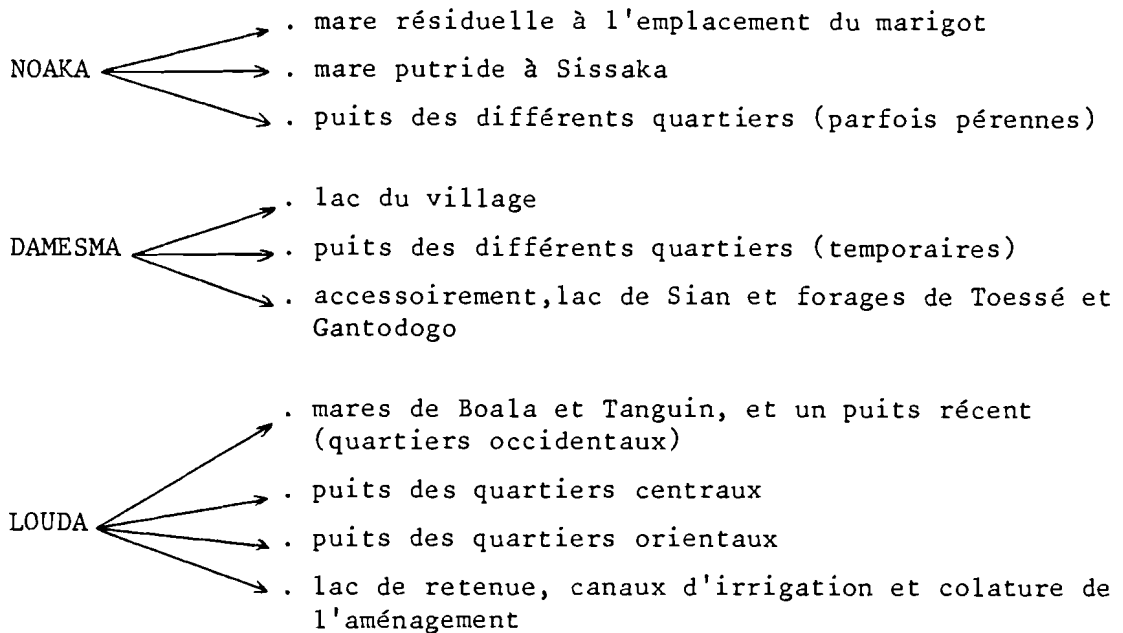 . mare résiduelle à l'emplacement du marigot
NOAKA . mare putride à Sissaka
. puits des différents quartiers (parfois pérennes)
. lac du village
DAMESMA . puits des différents quartiers (temporaires)
. accessoirement,lac de Sian et forages de Toessé et
Gantodogo
. mares de Boala et Tanguin, et un puits récent
(quartiers occidentaux)
. puits des quartiers centraux
LOUDA
. puits des quartiers orientaux
. lac de retenue, canaux d'irrigation et colature de
l'aménagement